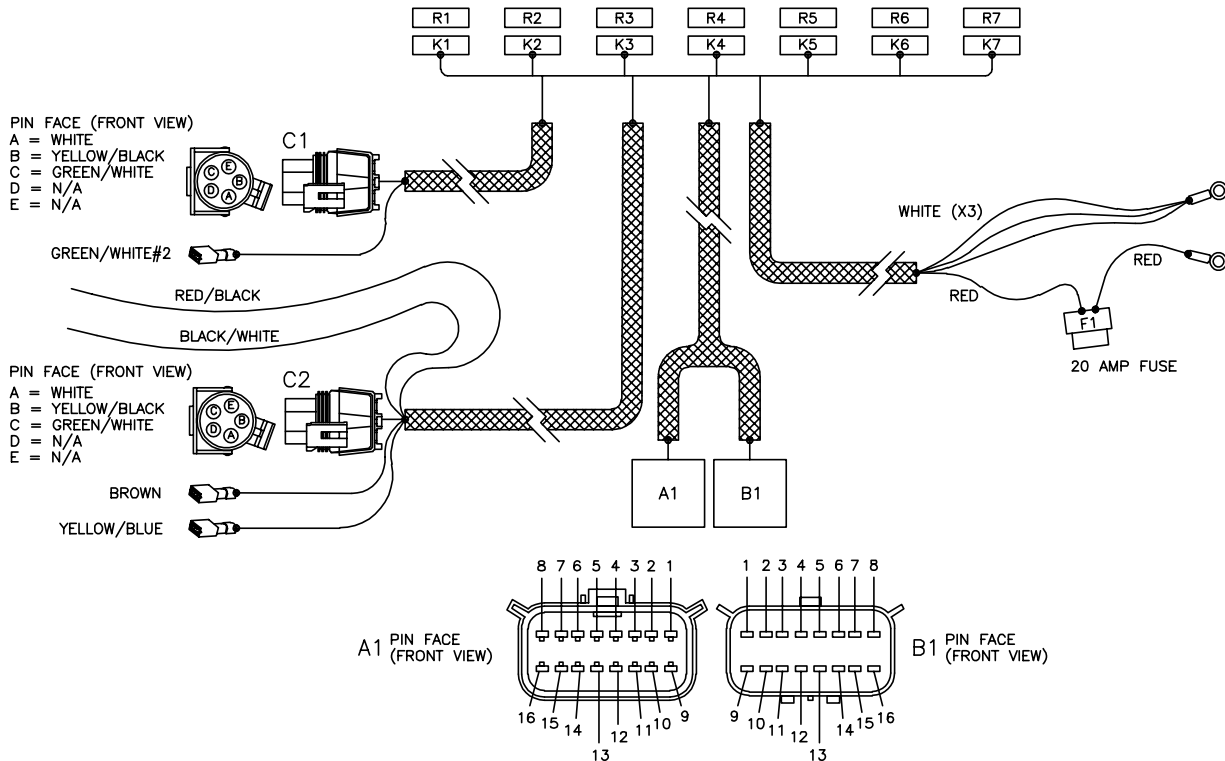 R1 R2 R3 R4 R5 R6 R7
K1 K2 K3 K4 K5 K6 K7
PIN FACE (FRONT VIEW)
A = WHITE
B = YELLOW/BLACK
C = GREEN/WHITE
D = N/A
E = N/A
C1
C E
B
D A
GREEN/WHITE#2
RED/BLACK
BLACK/WHITE
WHITE (X3)
RED
RED
F1
20 AMP FUSE
PIN FACE (FRONT VIEW)
A = WHITE
B = YELLOW/BLACK
C = GREEN/WHITE
D = N/A
E = N/A
C2
C E
B
D A
BROWN
YELLOW/BLUE
A1 B1
8 7 6 5 4 3 2 1
A1 PIN FACE
(FRONT VIEW)
16 15 14 13 12 11 10 9
1 2 3 4 5 6 7 8
B1 PIN FACE
(FRONT VIEW)
9 10 11 12 13 14 15 16